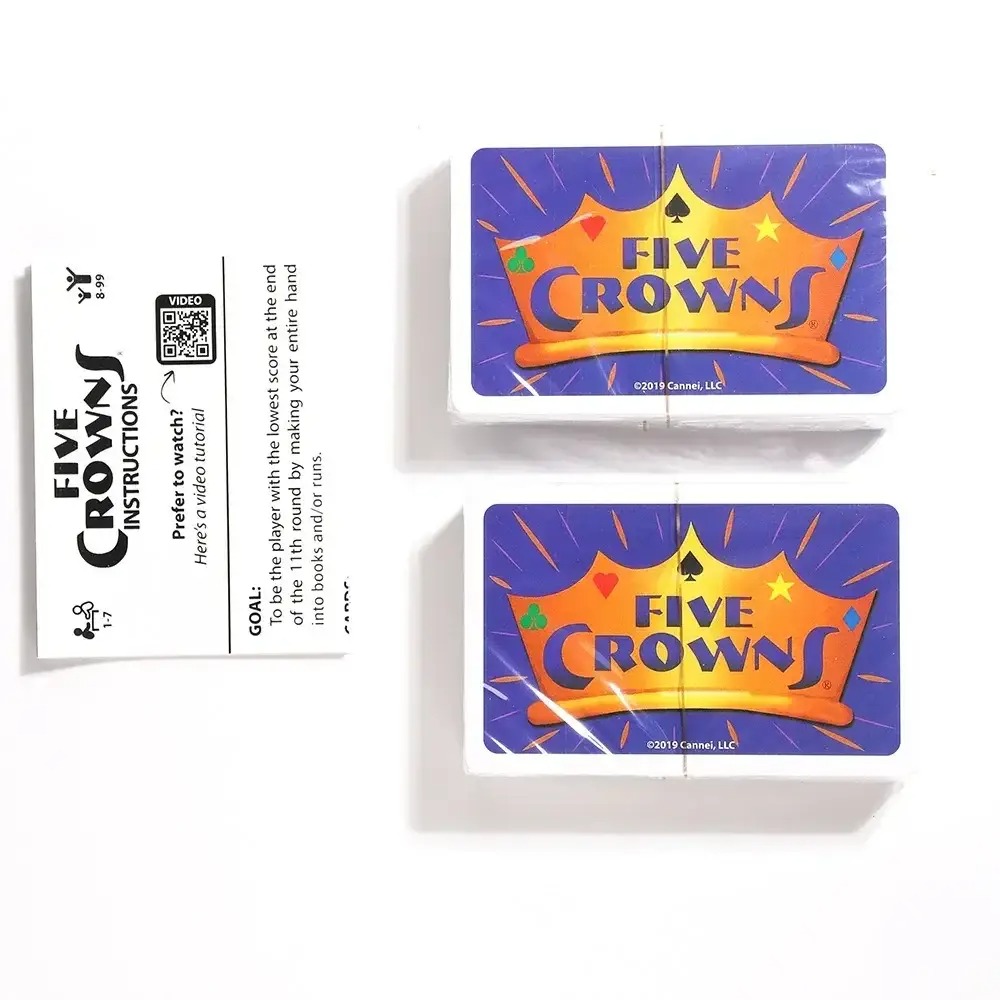 1-7
FIVE
CROWNS
INSTRUCTIONS
8-99
Prefer to watch?
Here's a video tutorial
VIDEO
GOAL:
To be the player with the lowest score at the end
of the 11th round by making your entire hand
into books and/or runs.
FIVE
CROWNS®
©2019 Cannei, LLC
FIVE
CROWNS®
©2019 Cannei, LLC